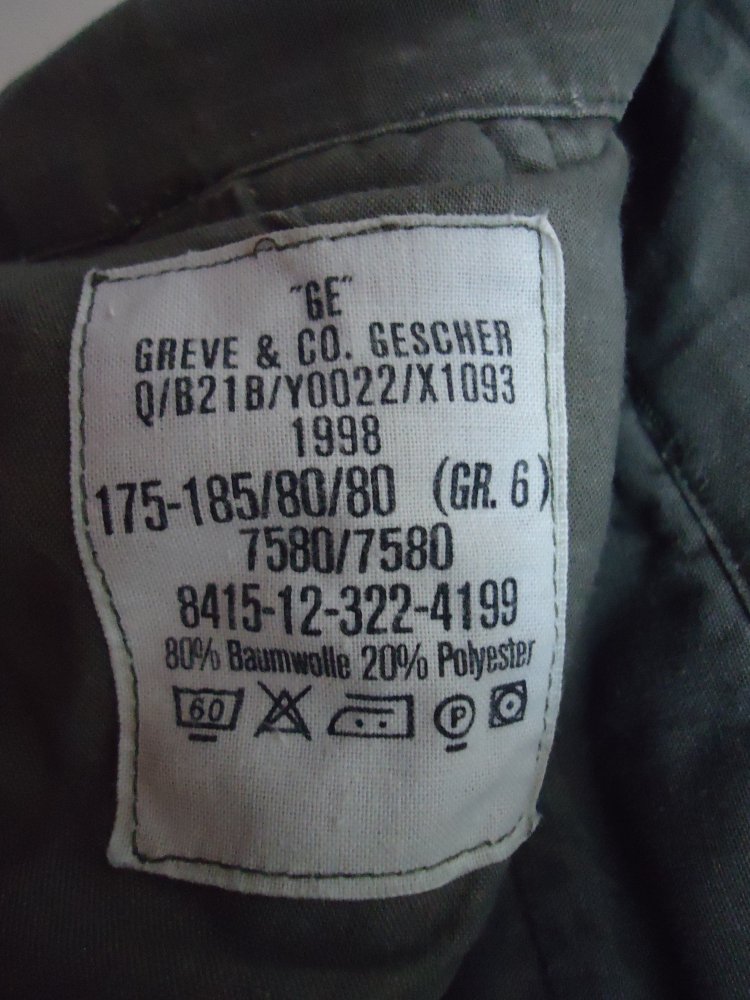 "GE"
GREVE & CO. GESCHER
Q/B21B/Y0022/X1093
1998
175-185/80/80 (GR. 6)
7580/7580
8415-12-322-4199
80% Baumwolle 20% Polyester
60 P